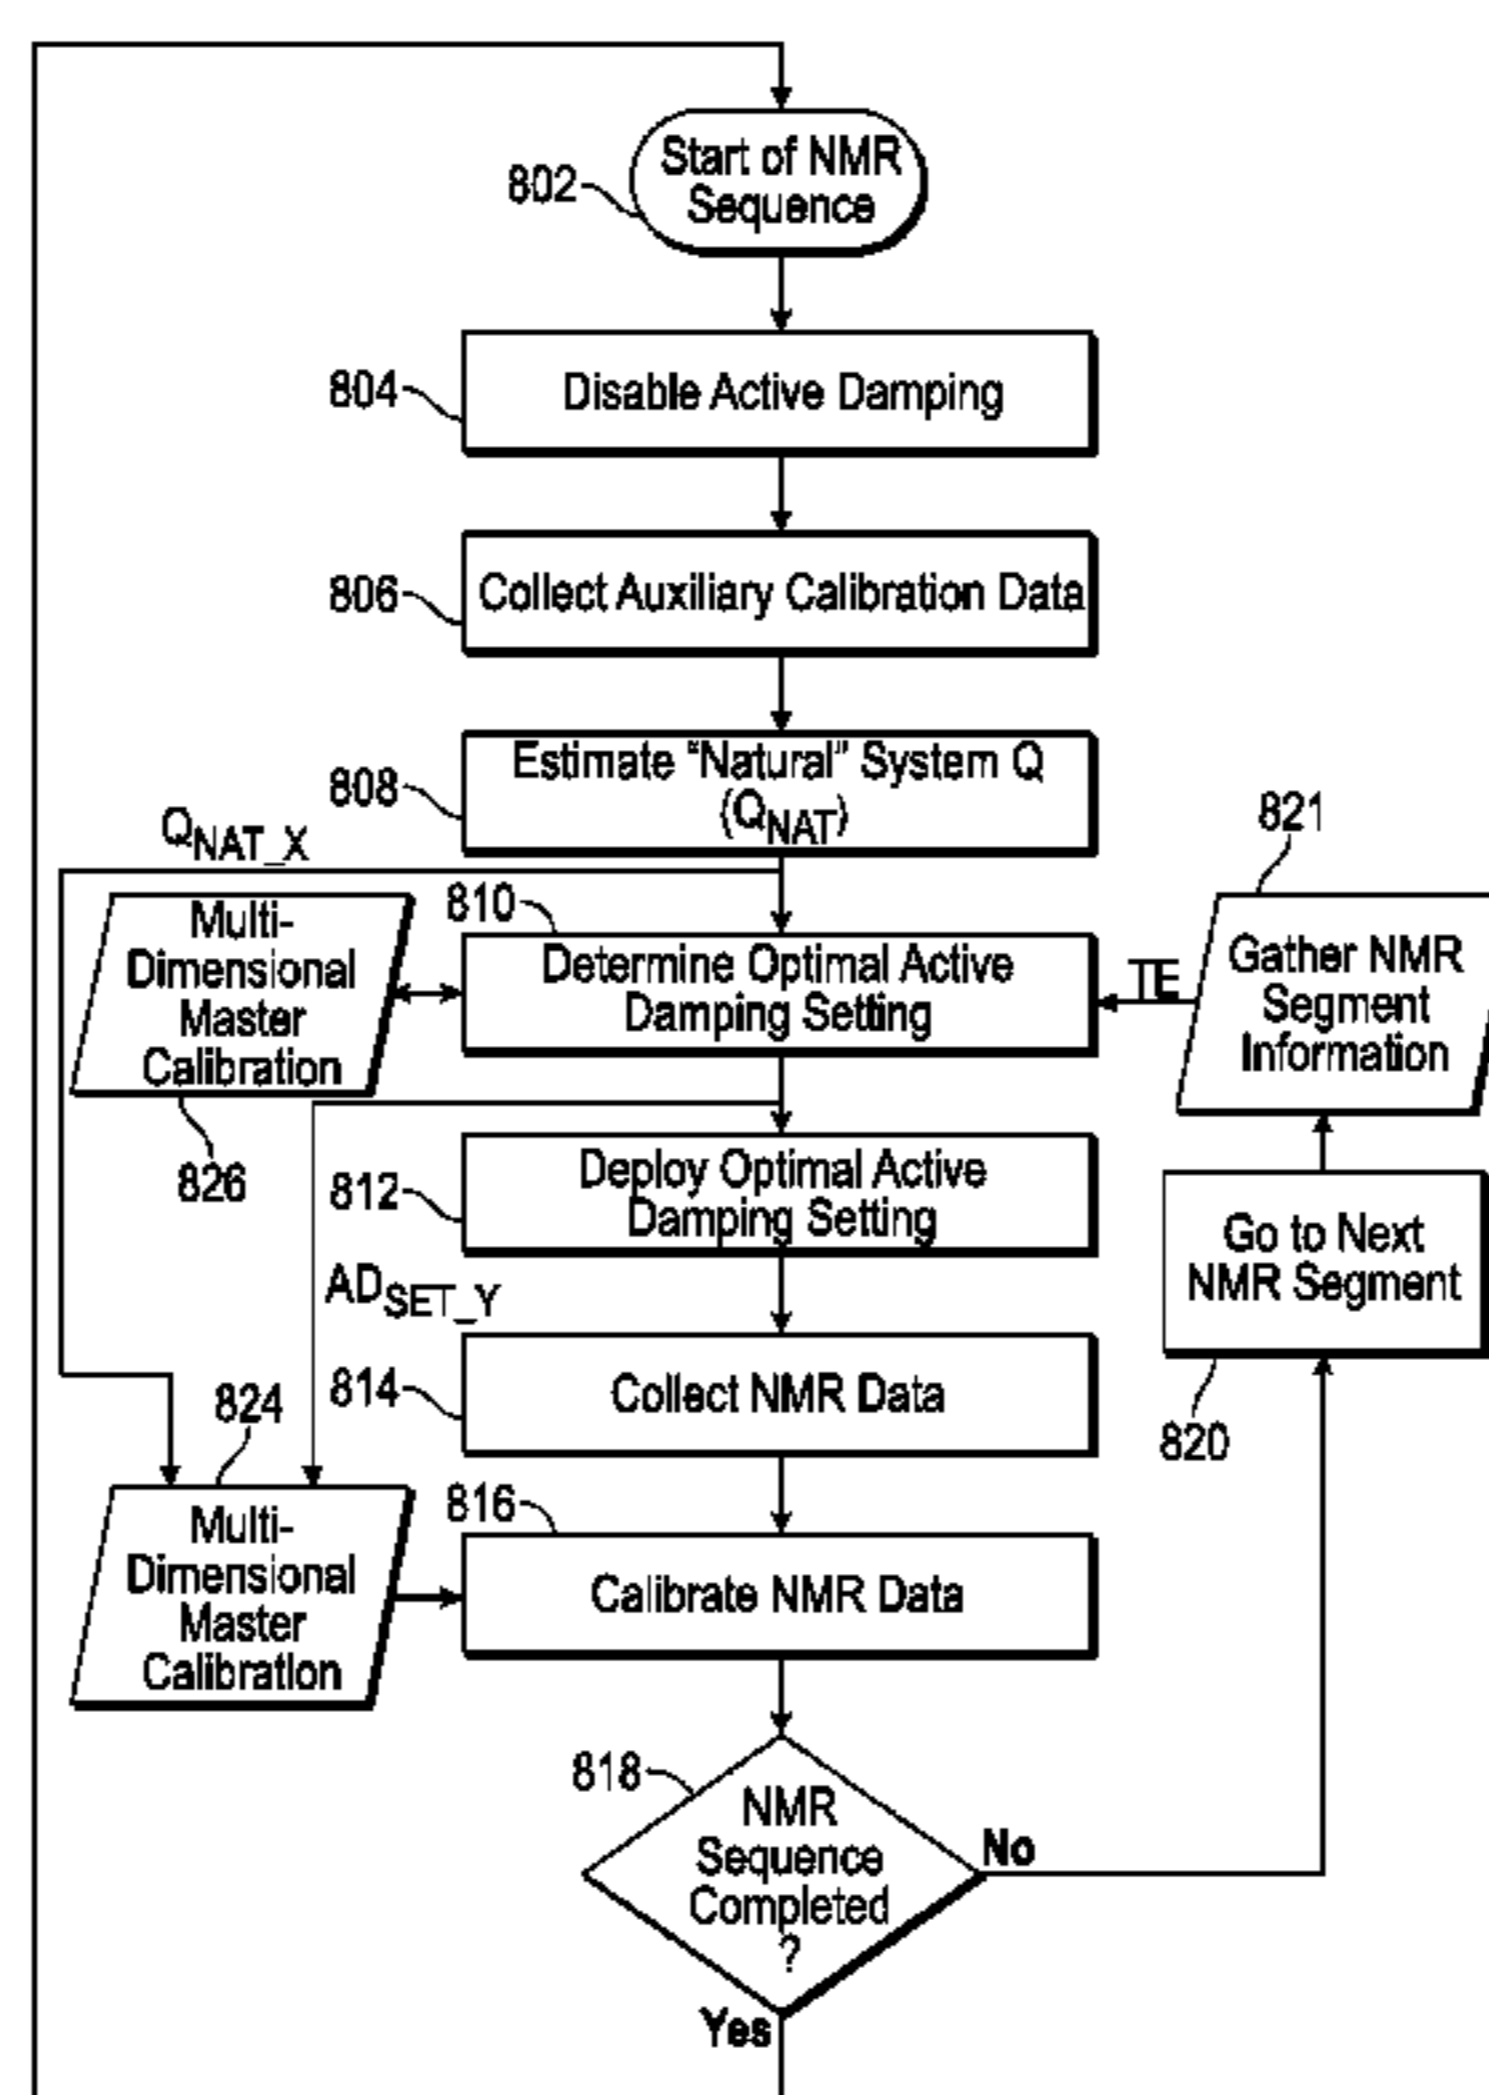 Start of NMR
Sequence
802
Disable Active Damping
804
Collect Auxiliary Calibration Data
806
Estimate "Natural" System Q
(QNAT)
808
QNAT_X
821
810
Multi-
Dimensional
Master
Calibration
Determine Optimal Active
Damping Setting
TE
Gather NMR
Segment
Information
826
812
Deploy Optimal Active
Damping Setting
Go to Next
NMR Segment
ADSET_Y
814
Collect NMR Data
820
824
816
Multi-
Dimensional
Master
Calibration
Calibrate NMR Data
818
NMR
Sequence
Completed
?
No
Yes